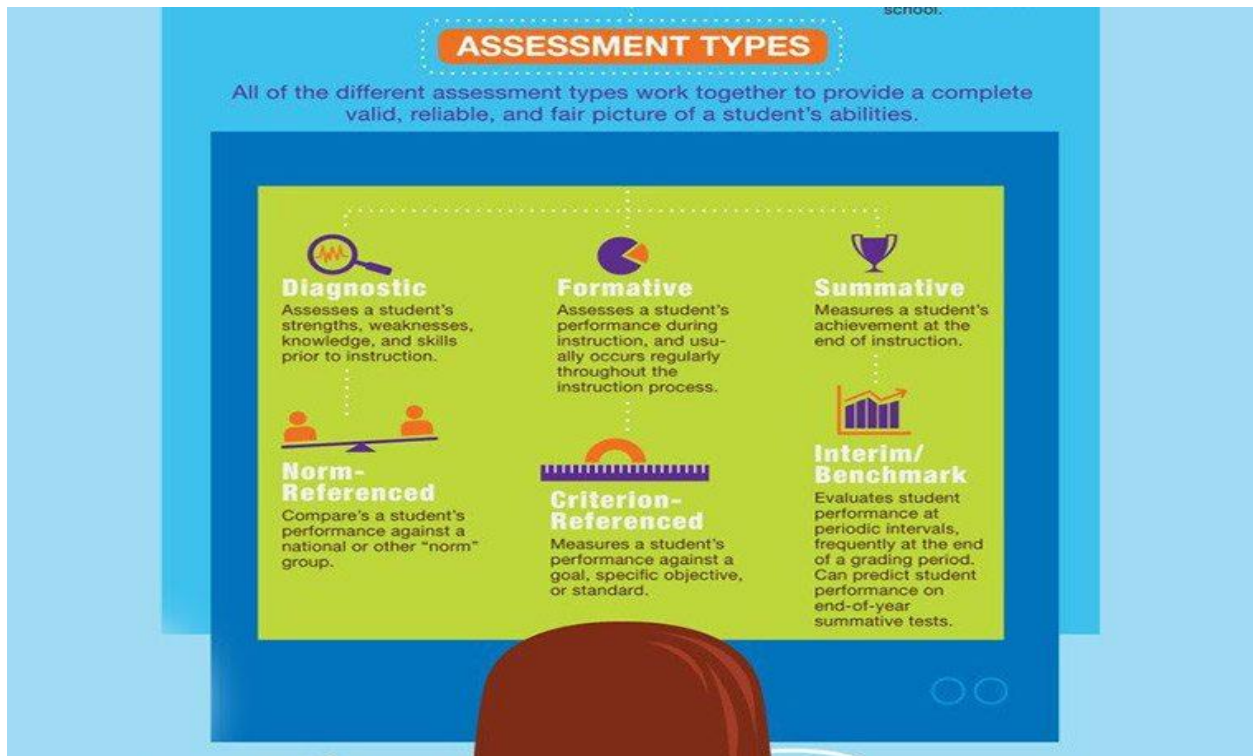 school.
ASSESSMENT TYPES
All of the different assessment types work together to provide a complete
valid, reliable, and fair picture of a student's abilities.
Diagnostic
Assesses a student's
strengths, weaknesses,
knowledge, and skills
prior to instruction.
Formative
Assesses a student's
performance during
instruction, and usu-
ally occurs regularly
throughout the
instruction process.
Summative
Measures a student's
achievement at the
end of instruction.
Norm-
Referenced
Compare's a student's
performance against a
national or other “norm”
group.
Criterion-
Referenced
Measures a student's
performance against a
goal, specific objective,
or standard.
Interim/
Benchmark
Evaluates student
performance at
periodic intervals,
frequently at the end
of a grading period.
Can predict student
performance on
end-of-year
summative tests.